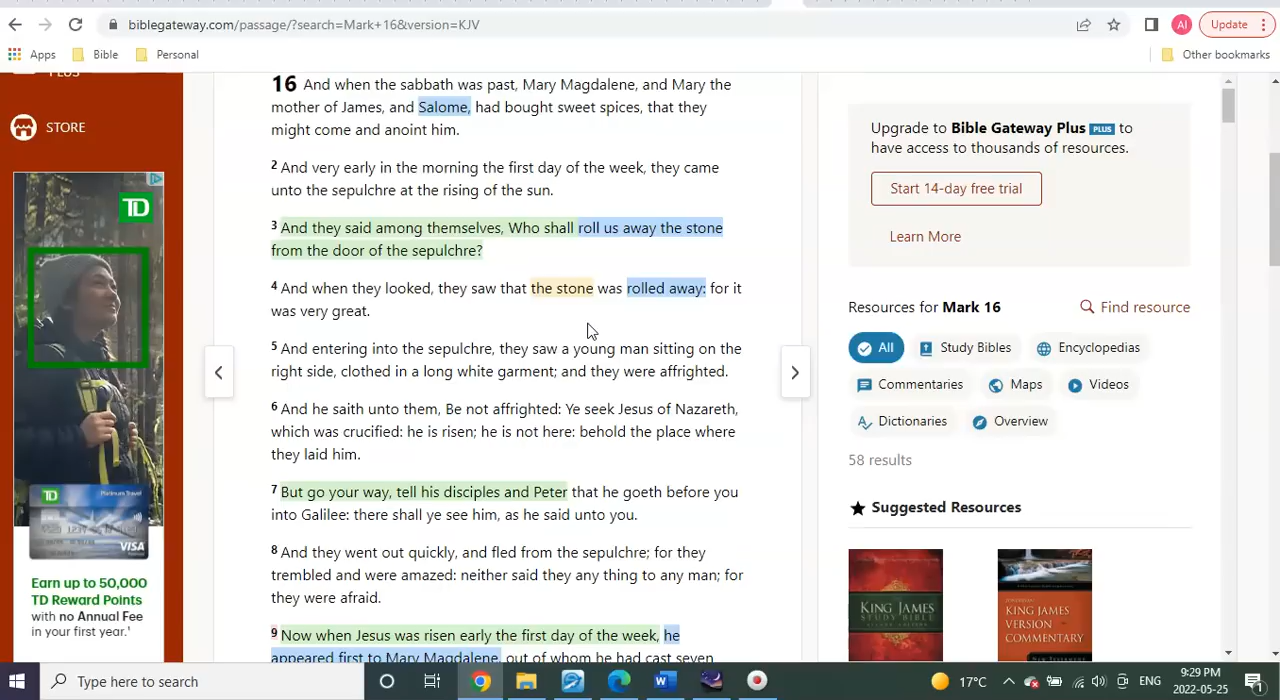 biblegateway.com/passage/?search=Mark+16&version=KJV
AI
Update
Apps
Bible
Personal
Other bookmarks
PLUS
STORE
TD
TD
Platinum Travel
VISA
Earn up to 50,000
TD Reward Points
with no Annual Fee
in your first year.¹
16 And when the sabbath was past, Mary Magdalene, and Mary the
mother of James, and Salome, had bought sweet spices, that they
might come and anoint him.
2 And very early in the morning the first day of the week, they came
unto the sepulchre at the rising of the sun.
3 And they said among themselves, Who shall roll us away the stone
from the door of the sepulchre?
4 And when they looked, they saw that the stone was rolled away: for it
was very great.
5 And entering into the sepulchre, they saw a young man sitting on the
right side, clothed in a long white garment; and they were affrighted.
6 And he saith unto them, Be not affrighted: Ye seek Jesus of Nazareth,
which was crucified: he is risen; he is not here: behold the place where
they laid him.
7 But go your way, tell his disciples and Peter that he goeth before you
into Galilee: there shall ye see him, as he said unto you.
8 And they went out quickly, and fled from the sepulchre; for they
trembled and were amazed: neither said they any thing to any man; for
they were afraid.
9 Now when Jesus was risen early the first day of the week, he
appeared first to Mary Magdalene, out of whom he had cast seven
Upgrade to Bible Gateway Plus PLUS to
have access to thousands of resources.
Start 14-day free trial
Learn More
Resources for Mark 16
Find resource
All
Study Bibles
Encyclopedias
Commentaries
Maps
Videos
Dictionaries
Overview
58 results
Suggested Resources
KING JAMES
STUDY BIBLE
KING JAMES
VERSION
COMMENTARY
Type here to search
17°C
ENG
9:29 PM
2022-05-25
1